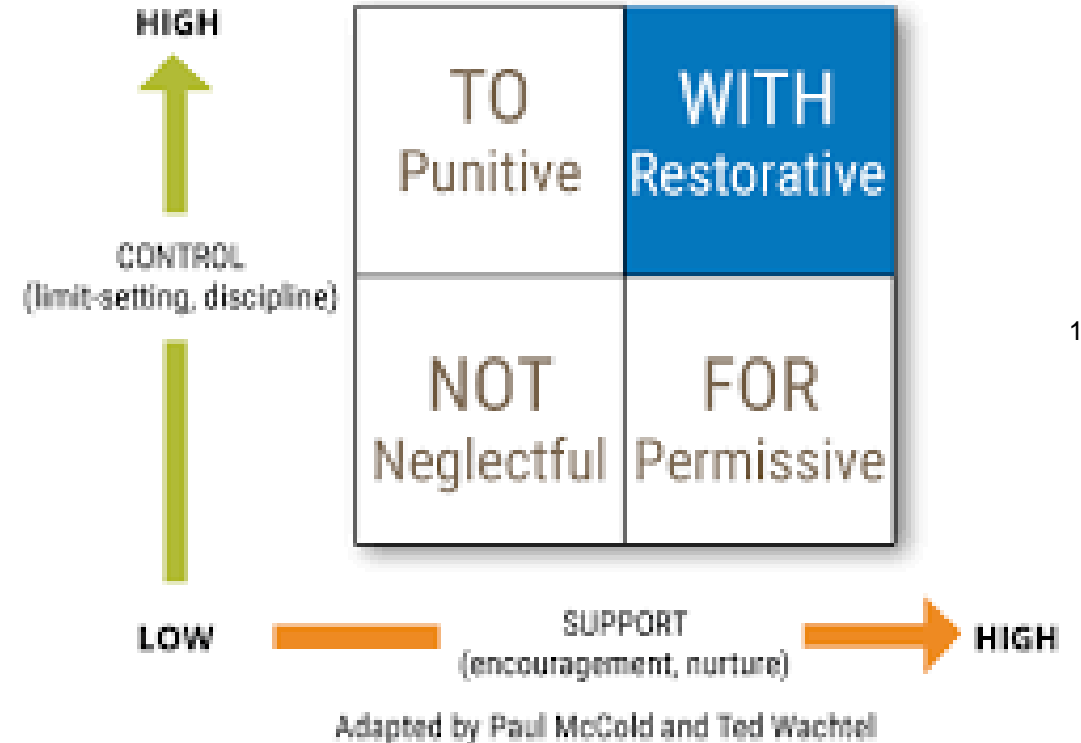 HIGH
TO
Punitive
WITH
Restorative
CONTROL
(limit-setting, discipline)
1
NOT
Neglectful
FOR
Permissive
LOW
SUPPORT
(encouragement, nurture)
HIGH
Adapted by Paul McCold and Ted Wachtel